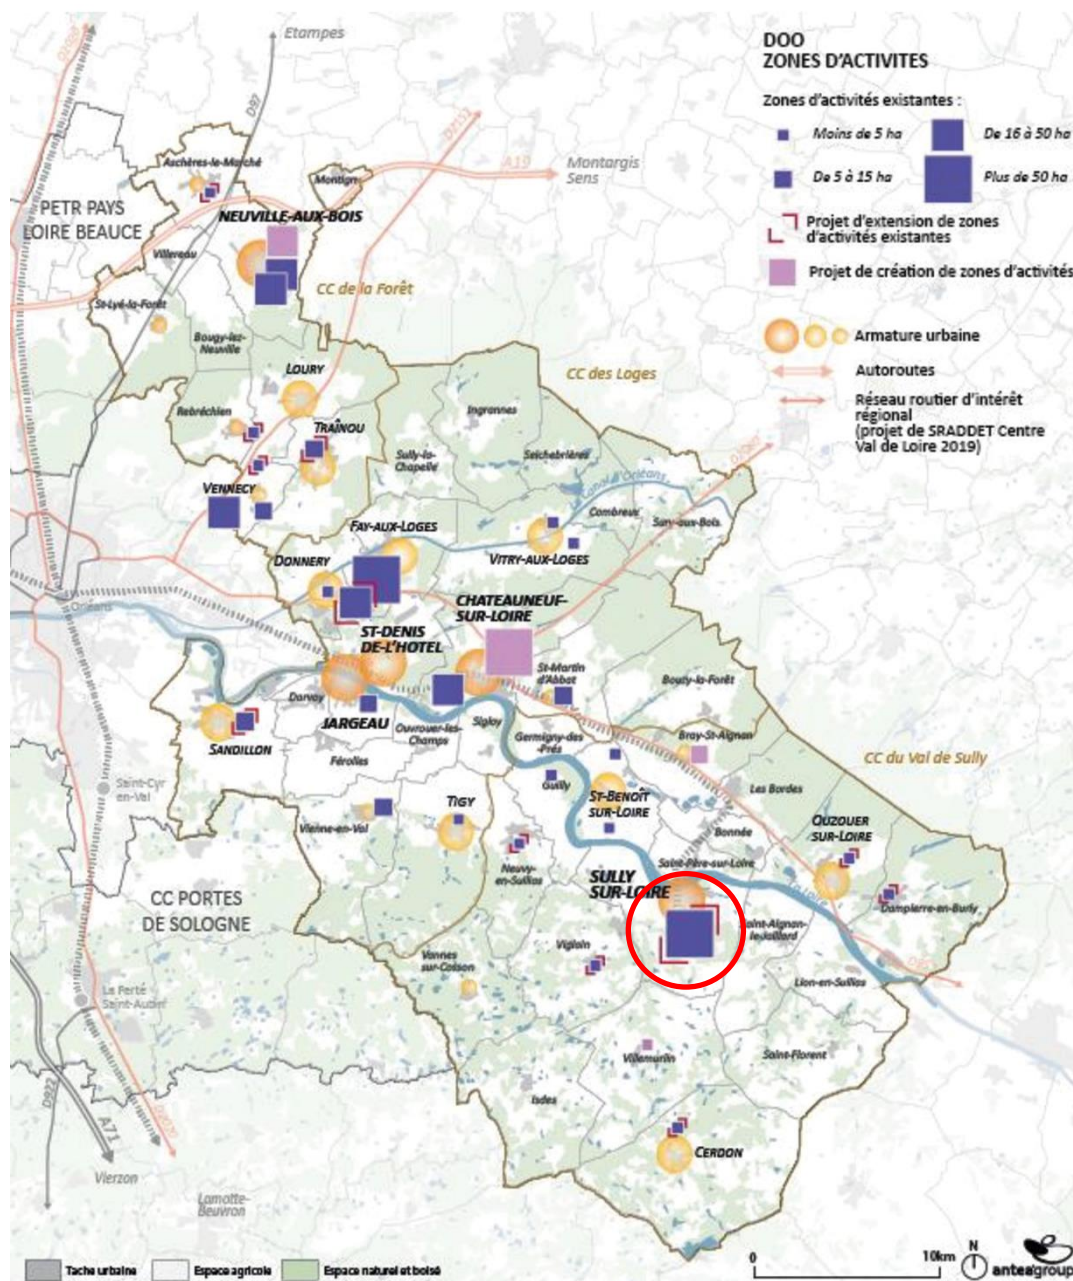 DOO
ZONES D'ACTIVITES
Zones d'activités existantes :
Moins de 5 ha
De 16 à 50 ha
De 5 à 15 ha
Plus de 50 ha
Projet d'extension de zones
d'activités existantes
Projet de création de zones d'activités
Armature urbaine
Autoroutes
Réseau routier d'intérêt
régional
(projet de SRADDET Centre
Val de Loire 2019)
Etampes
D97
D2152
A19
Montargis
Sens
Aschères-le-Marché
Montigny
PETR PAYS
LOIRE BEAUCE
NEUVILLE-AUX-BOIS
Villereau
CC de la Forêt
St-Lyé-la-Forêt
Bougy-lez-
Neuville
LOURY
CC des Loges
Rebréchien
Ingrannes
TRAÎNOU
Sully-la-
Chapelle
Seichebrières
VENNECY
Canal d'Orléans
Combreux
Sury-aux-Bois
FAY-AUX-LOGES
VITRY-AUX-LOGES
DONNERY
Orléans
CHATEAUNEUF-
SUR-LOIRE
ST-DENIS
DE-L'HOTEL
St-Martin
d'Abbat
Bouzy-la-Forêt
Darvoy
JARGEAU
Ouvrouer-les-
Champs
Sigloy
Germigny-des
-Prés
Bray-St-Aignan
SANDILLON
Férolles
CC du Val de Sully
Saint-Cyr
en-Val
Guilly
ST-BENOÎT
SUR-LOIRE
Les Bordes
Vienne-en-Val
TIGY
Bonnée
OUZOUER
SUR-LOIRE
Neuvy-
en-Sullias
Saint-Père-sur-Loire
SULLY
SUR-LOIRE
La Loire
Dampierre-en-Burly
CC PORTES
DE SOLOGNE
Saint-Aignan-
le-Jaillard
Viglain
Vannes
sur-Cosson
Lion-en-Sullias
La Ferté
Saint-Aubin
Villemurlin
Saint-Florent
D922
A71
D2020
Isdes
CERDON
Vierzon
Lamotte-
Beuvron
Tache urbaine
Espace agricole
Espace naturel et boisé
0
10km
N
anteagroup